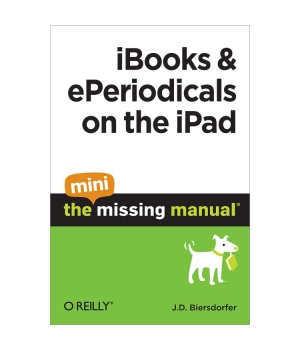 iBooks &
ePeriodicals
on the iPad
mini
the missing manual®
O REILLY®
J.D. Biersdorfer